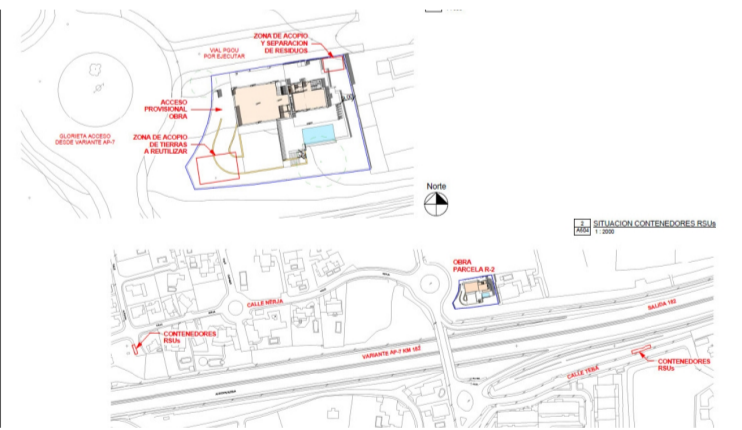 ZONA DE ACOPIO
Y SEPARACION
DE RESIDUOS
VIAL PGOU
POR EJECUTAR
ACCESO
PROVISIONAL
OBRA
GLORIETA ACCESO
DESDE VARIANTE AP-7
ZONA DE ACOPIO
DE TIERRAS
A REUTILIZAR
Norte
2
A604
SITUACION CONTENEDORES RSUs
1 : 2000
OBRA
PARCELA R-2
CALLE NERJA
SALIDA 182
CONTENEDORES
RSUs
VARIANTE AP-7 KM 182
CALLE TEBA
CONTENEDORES
RSUs